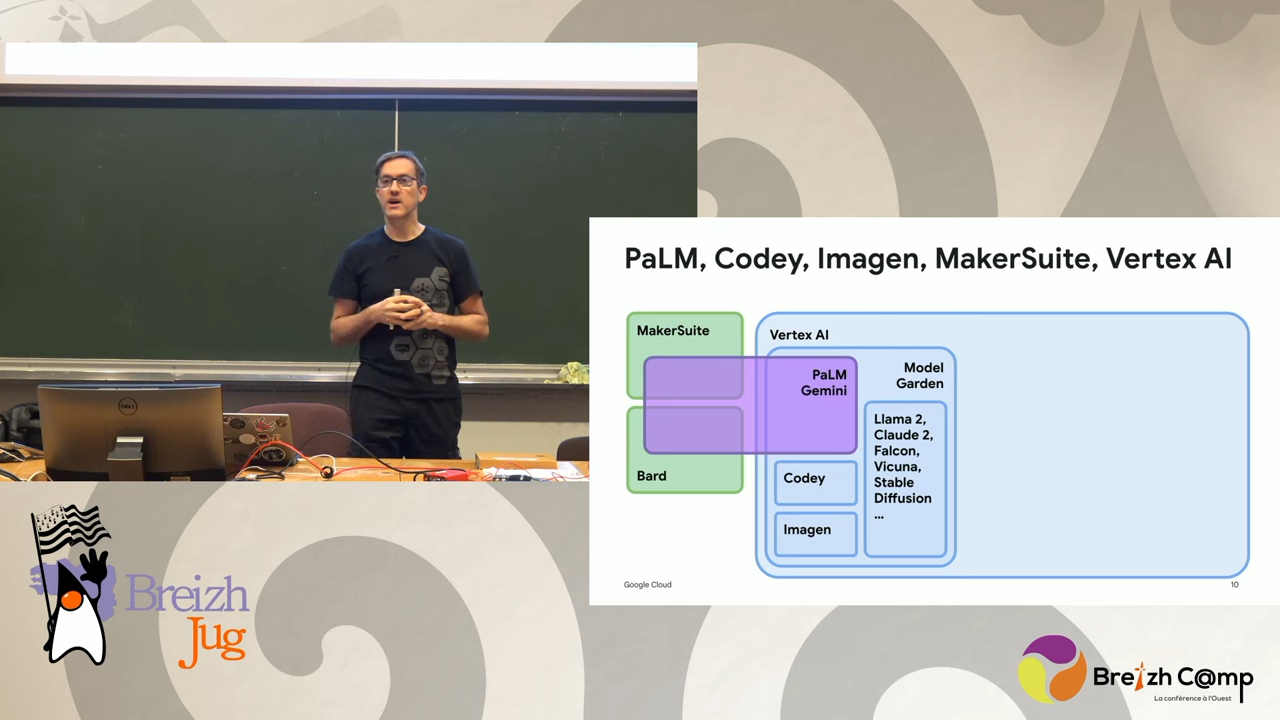 PaLM, Codey, Imagen, MakerSuite, Vertex AI
MakerSuite
Vertex AI
PaLM
Gemini
Model
Garden
Llama 2,
Claude 2,
Falcon,
Vicuna,
Stable
Diffusion
...
Bard
Codey
Imagen
Google Cloud
10
DELL
Breizh
Jug
Breizh C@mp
La conférence à l'Ouest